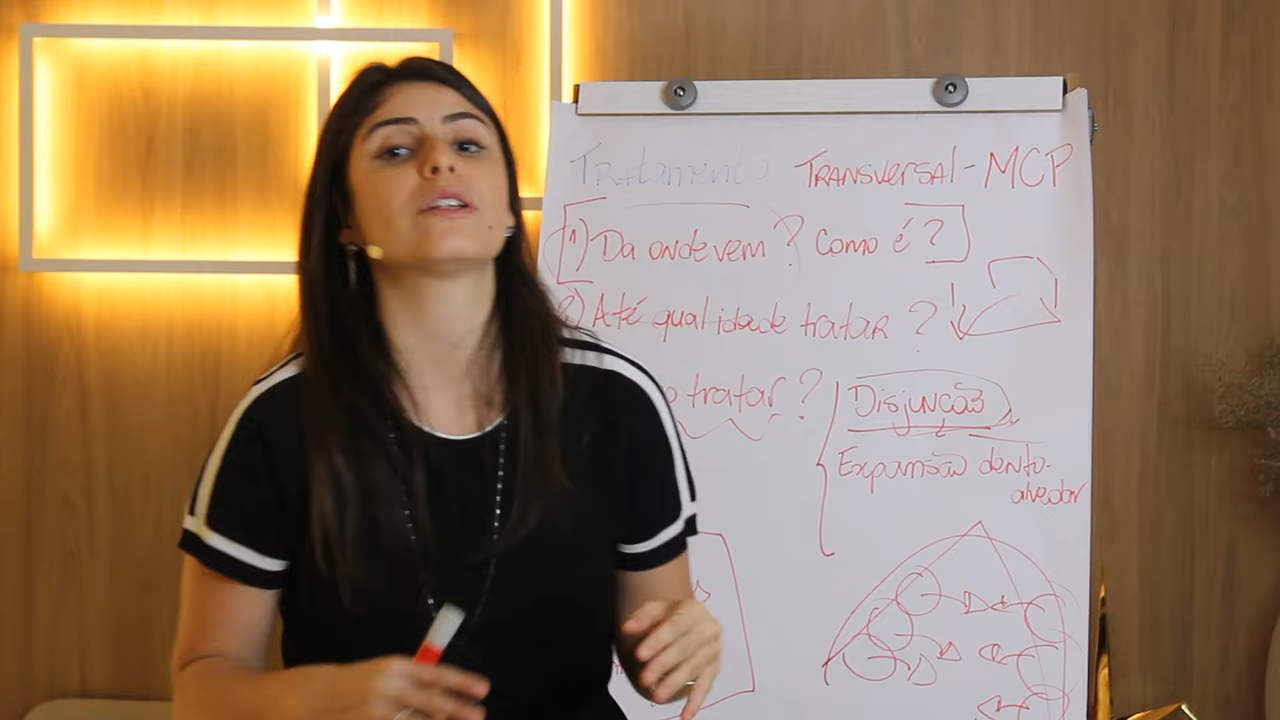 Tratamento Transversal - MCP
1) Da onde vem? Como é?
2) Até qual idade tratar?
o tratar?
Disjunção
Expansão dento-
alveolar